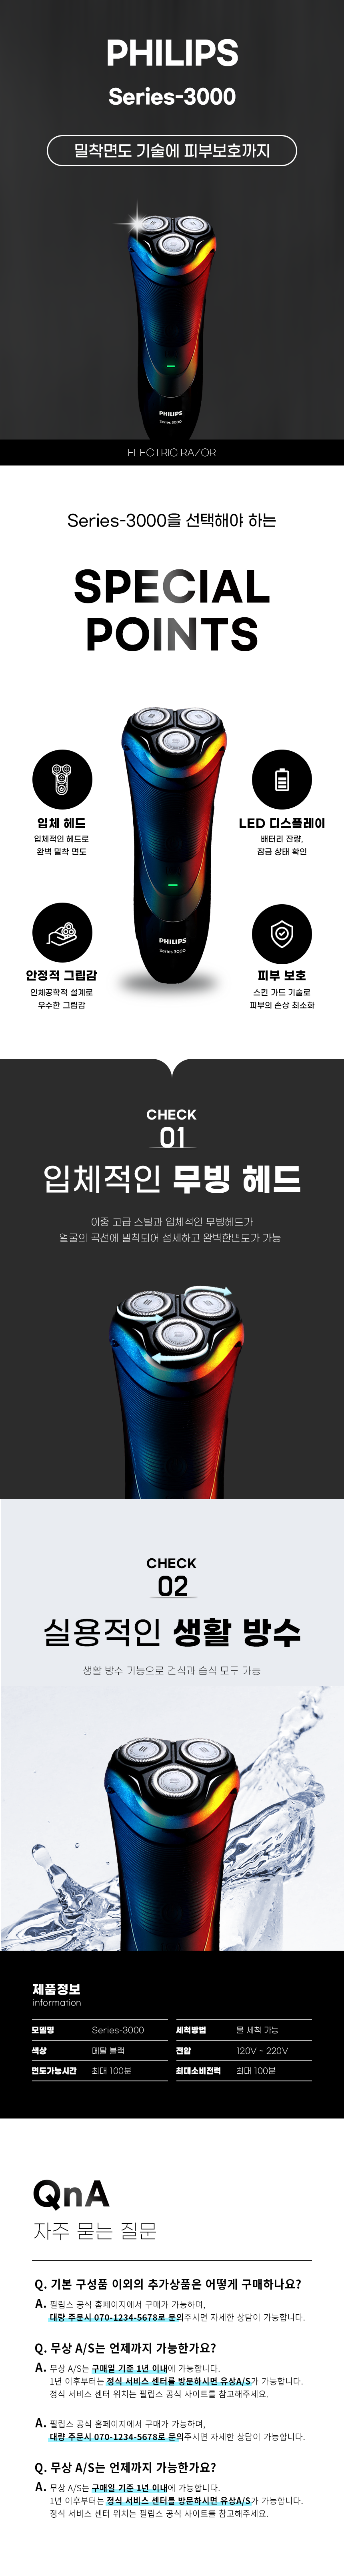 PHILIPS
Series-3000
밀착면도 기술에 피부보호까지
PHILIPS
Series 3000
ELECTRIC RAZOR
Series-3000을 선택해야 하는
SPECIAL
POINTS
입체 헤드
입체적인 헤드로
완벽 밀착 면도
LED 디스플레이
배터리 잔량,
잠금 상태 확인
PHILIPS
Series 3000
안정적 그립감
인체공학적 설계로
우수한 그립감
피부 보호
스킨 가드 기술로
피부의 손상 최소화
CHECK
01
입체적인 무빙 헤드
이중 고급 스틸과 입체적인 무빙헤드가
얼굴의 곡선에 밀착되어 섬세하고 완벽한면도가 가능
CHECK
02
실용적인 생활 방수
생활 방수 기능으로 건식과 습식 모두 가능
제품정보
information
모델명 Series-3000 세척방법 물 세척 가능
색상 메탈 블랙 전압 120V ~ 220V
면도가능시간 최대 100분 최대소비전력 최대 100분
QnA
자주 묻는 질문
Q. 기본 구성품 이외의 추가상품은 어떻게 구매하나요?
A. 필립스 공식 홈페이지에서 구매가 가능하며,
대량 주문시 070-1234-5678로 문의주시면 자세한 상담이 가능합니다.
Q. 무상 A/S는 언제까지 가능한가요?
A. 무상 A/S는 구매일 기준 1년 이내에 가능합니다.
1년 이후부터는 정식 서비스 센터를 방문하시면 유상A/S가 가능합니다.
정식 서비스 센터 위치는 필립스 공식 사이트를 참고해주세요.
A. 필립스 공식 홈페이지에서 구매가 가능하며,
대량 주문시 070-1234-5678로 문의주시면 자세한 상담이 가능합니다.
Q. 무상 A/S는 언제까지 가능한가요?
A. 무상 A/S는 구매일 기준 1년 이내에 가능합니다.
1년 이후부터는 정식 서비스 센터를 방문하시면 유상A/S가 가능합니다.
정식 서비스 센터 위치는 필립스 공식 사이트를 참고해주세요.